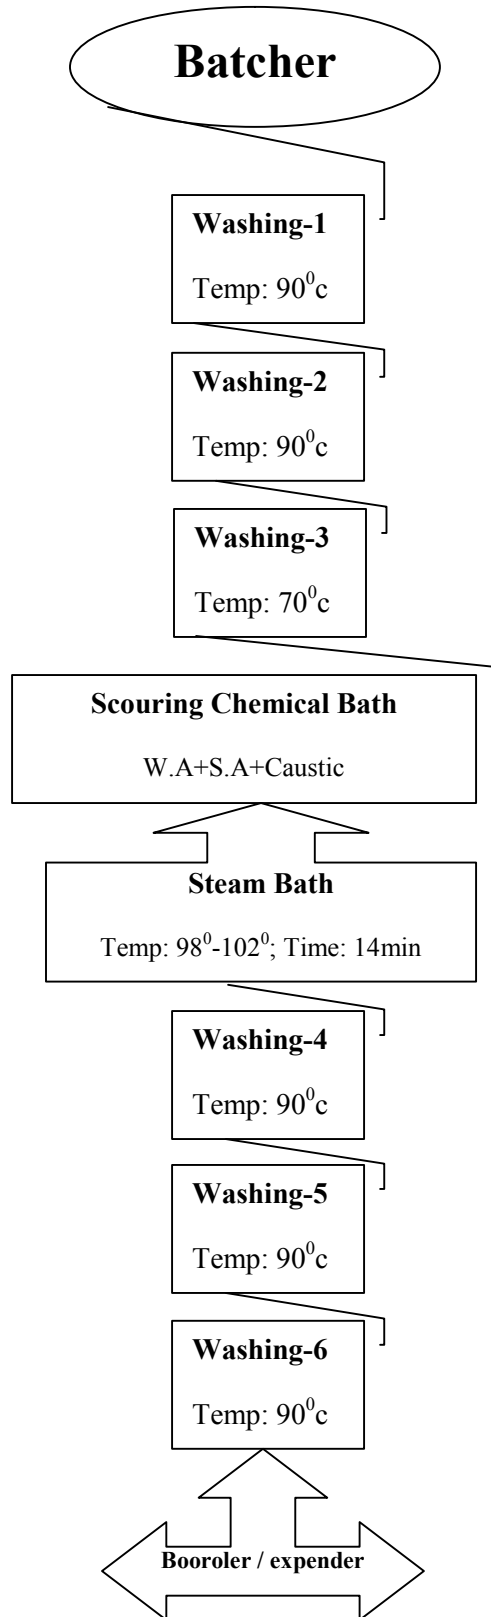 Batcher
Washing-1
Temp: 90⁰c
Washing-2
Temp: 90⁰c
Washing-3
Temp: 70⁰c
Scouring Chemical Bath
W.A+S.A+Caustic
Steam Bath
Temp: 98⁰-102⁰; Time: 14min
Washing-4
Temp: 90⁰c
Washing-5
Temp: 90⁰c
Washing-6
Temp: 90⁰c
Booroler / expender